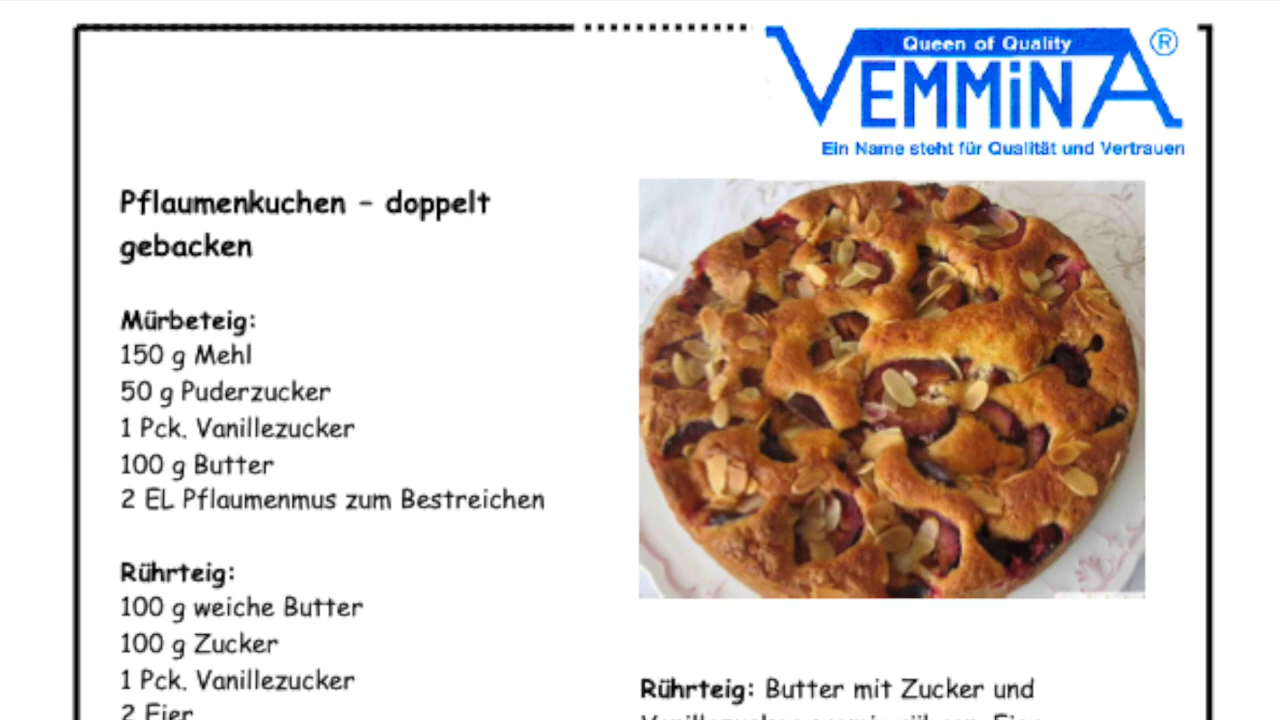 Queen of Quality
VEMMiNA®
Ein Name steht für Qualität und Vertrauen
Pflaumenkuchen – doppelt
gebacken
Mürbeteig:
150 g Mehl
50 g Puderzucker
1 Pck. Vanillezucker
100 g Butter
2 EL Pflaumenmus zum Bestreichen
Rührteig:
100 g weiche Butter
100 g Zucker
1 Pck. Vanillezucker
2 Eier
Rührteig: Butter mit Zucker und